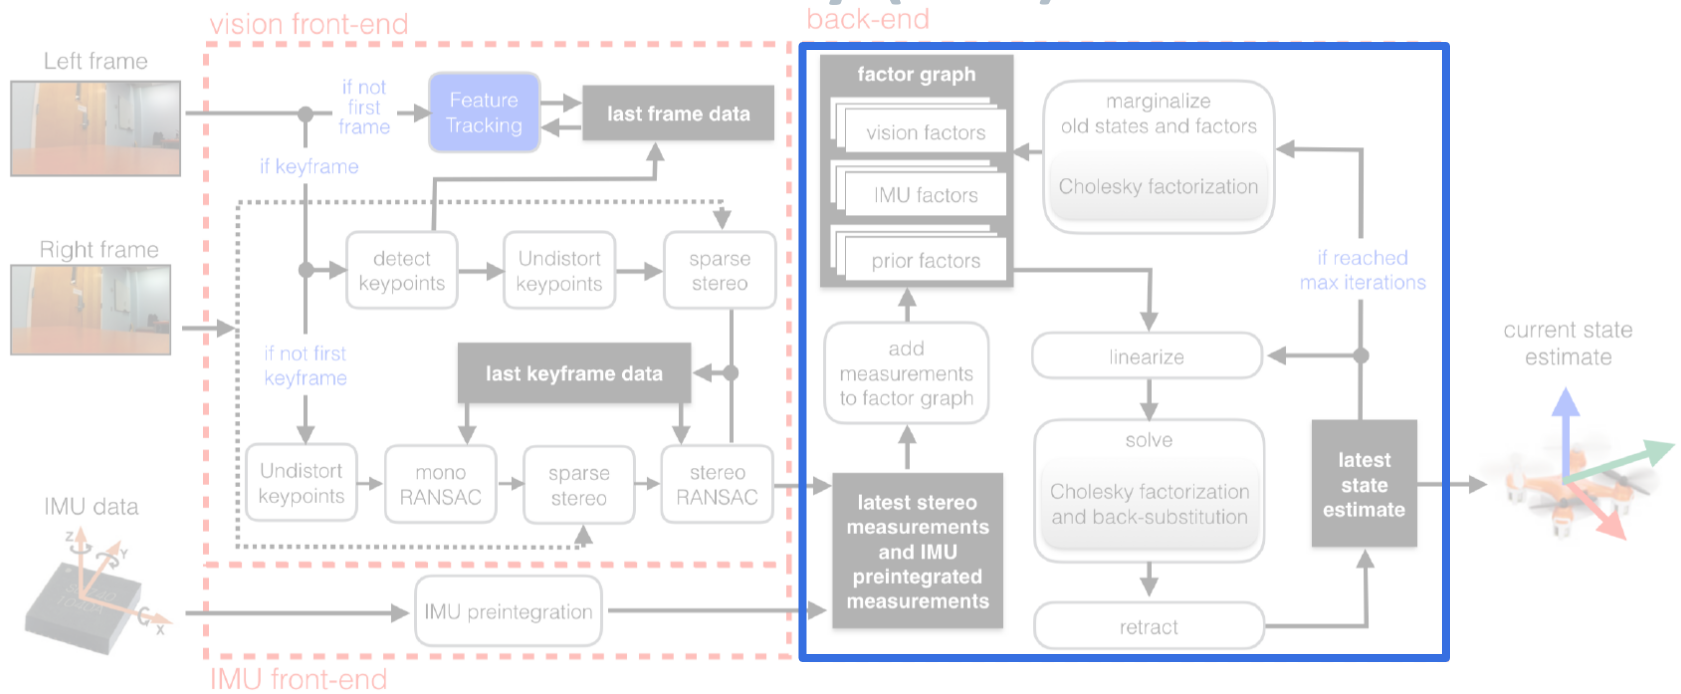 vision front-end
back-end
Left frame
if not
first
frame
Feature
Tracking
last frame data
if keyframe
Right frame
detect
keypoints
Undistort
keypoints
sparse
stereo
if not first
keyframe
last keyframe data
Undistort
keypoints
mono
RANSAC
sparse
stereo
stereo
RANSAC
IMU data
Z
Y
X
IMU preintegration
IMU front-end
factor graph
vision factors
IMU factors
prior factors
marginalize
old states and factors
Cholesky factorization
if reached
max iterations
add
measurements
to factor graph
linearize
solve
Cholesky factorization
and back-substitution
retract
latest stereo
measurements
and IMU
preintegrated
measurements
latest
state
estimate
current state
estimate